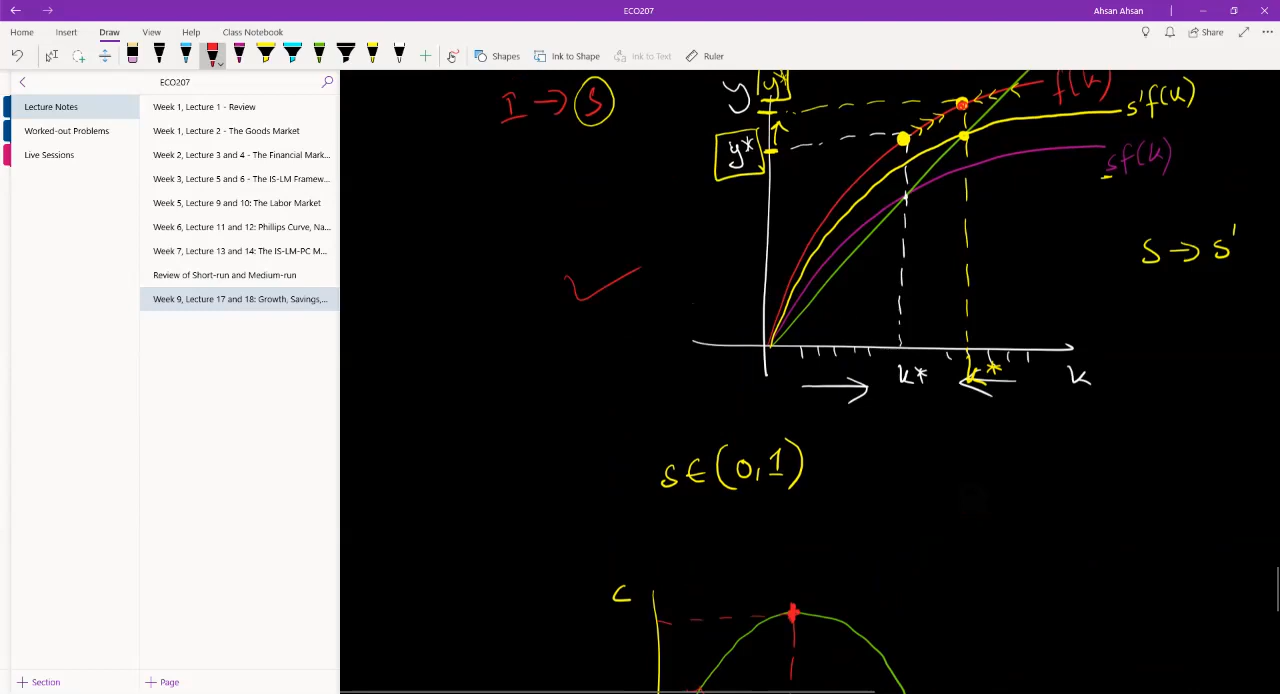 ECO207
Ahsan Ahsan
Home
Insert
Draw
View
Help
Class Notebook
Share
Shapes
Ink to Shape
Ink to Text
Ruler
ECO207
Lecture Notes
Worked-out Problems
Live Sessions
Week 1, Lecture 1 - Review
Week 1, Lecture 2 - The Goods Market
Week 2, Lecture 3 and 4 - The Financial Mark...
Week 3, Lecture 5 and 6 - The IS-LM Framew...
Week 5, Lecture 9 and 10: The Labor Market
Week 6, Lecture 11 and 12: Phillips Curve, Na...
Week 7, Lecture 13 and 14: The IS-LM-PC M...
Review of Short-run and Medium-run
Week 9, Lecture 17 and 18: Growth, Savings,...
Section
Page
I → S
y y*
f(k)
s'f(k)
y*
sf(k)
s → s'
k* k* k
s ∈ (0,1)
c